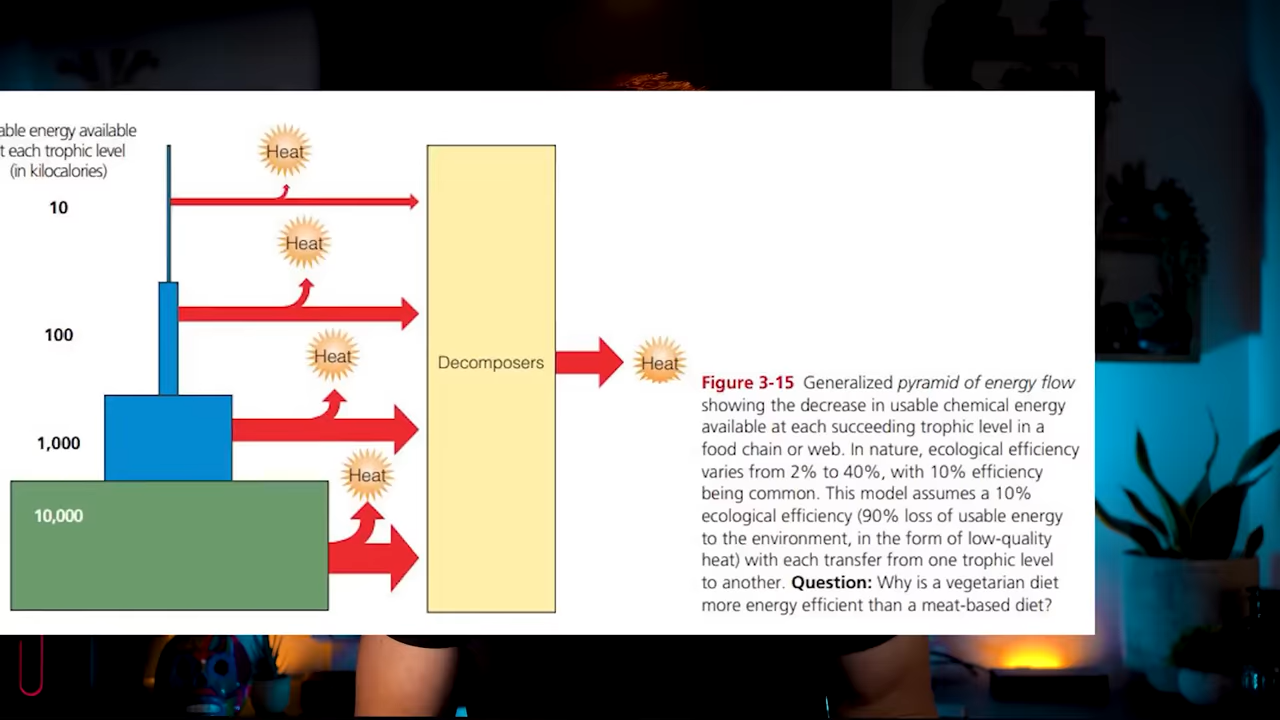 able energy available
t each trophic level
(in kilocalories)
Heat
10
Heat
100
Heat
Decomposers
Heat
1,000
Heat
10,000
Figure 3-15 Generalized pyramid of energy flow
showing the decrease in usable chemical energy
available at each succeeding trophic level in a
food chain or web. In nature, ecological efficiency
varies from 2% to 40%, with 10% efficiency
being common. This model assumes a 10%
ecological efficiency (90% loss of usable energy
to the environment, in the form of low-quality
heat) with each transfer from one trophic level
to another. Question: Why is a vegetarian diet
more energy efficient than a meat-based diet?